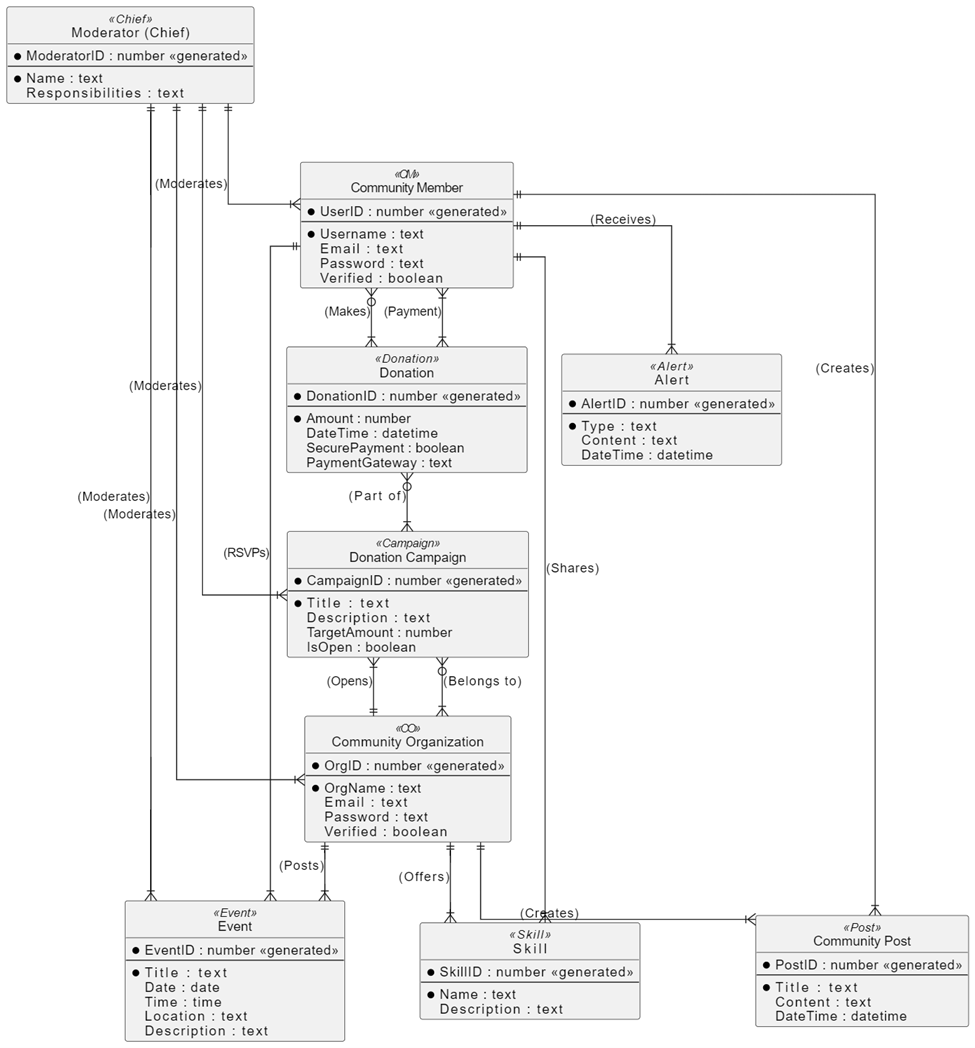 «Chief»
Moderator (Chief)
● ModeratorID : number «generated»
● Name : text
Responsibilities : text
(Moderates)
«CM»
Community Member
● UserID : number «generated»
● Username : text
Email : text
Password : text
Verified : boolean
(Receives)
(Makes)
(Payment)
«Donation»
Donation
● DonationID : number «generated»
● Amount : number
DateTime : datetime
SecurePayment : boolean
PaymentGateway : text
«Alert»
Alert
● AlertID : number «generated»
● Type : text
Content : text
DateTime : datetime
(Creates)
(Moderates)
(Moderates)
(Moderates)
(Part of)
(RSVPs)
«Campaign»
Donation Campaign
● CampaignID : number «generated»
● Title : text
Description : text
TargetAmount : number
IsOpen : boolean
(Shares)
(Opens)
(Belongs to)
«CO»
Community Organization
● OrgID : number «generated»
● OrgName : text
Email : text
Password : text
Verified : boolean
(Posts)
(Offers)
(Creates)
«Event»
Event
● EventID : number «generated»
● Title : text
Date : date
Time : time
Location : text
Description : text
«Skill»
Skill
● SkillID : number «generated»
● Name : text
Description : text
«Post»
Community Post
● PostID : number «generated»
● Title : text
Content : text
DateTime : datetime